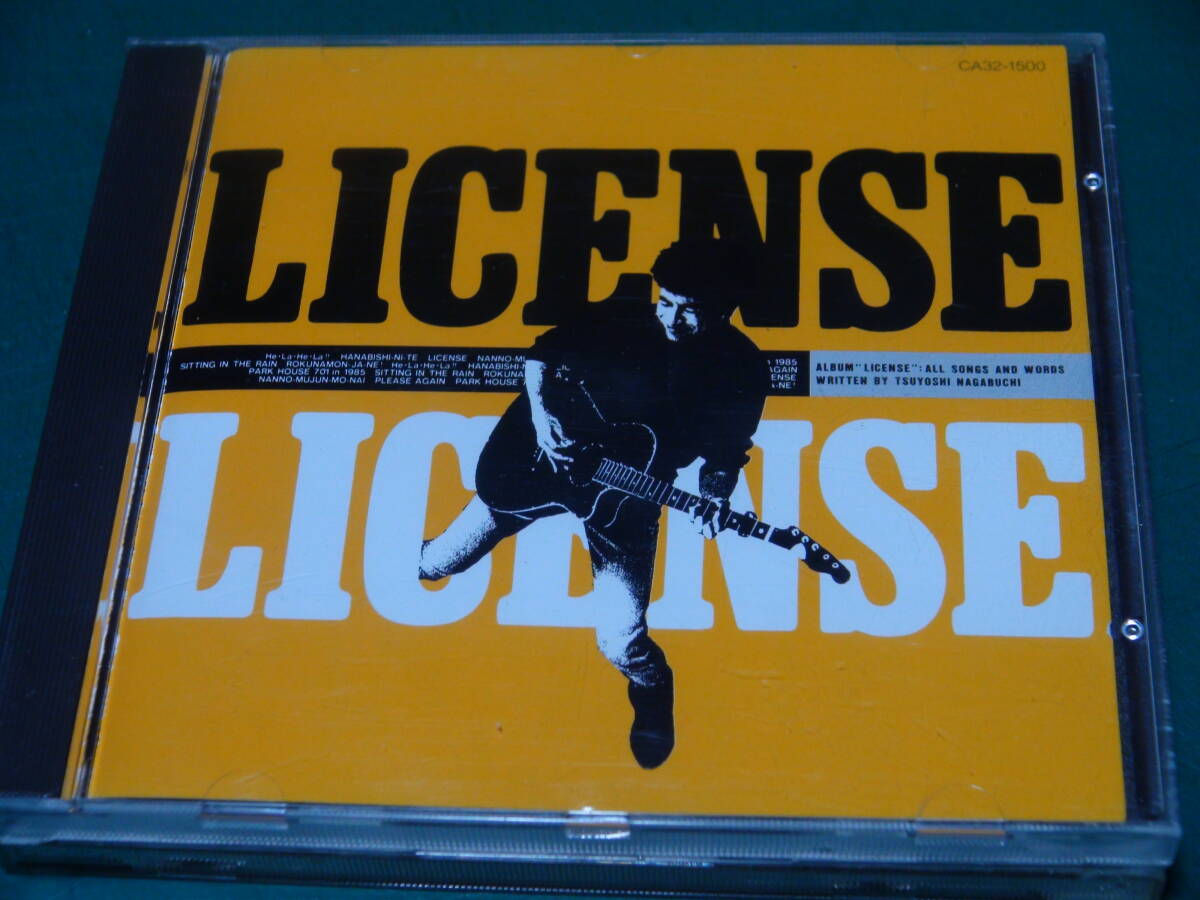 CA32-1500
LICENSE
He・La・He・La" HANABISHI-NI-TE LICENSE NANNO-MU in 1985
SITTING IN THE RAIN ROKUNAMON-JA-NE! He・La・He・La" HANABISHI-N AGAIN
PARK HOUSE 701 in 1985 SITTING IN THE RAIN ROKUNA ENSE
NANNO-MUJUN-MO-NAI PLEASE AGAIN PARK HOUSE 7 A-NE!
ALBUM "LICENSE": ALL SONGS AND WORDS
WRITTEN BY TSUYOSHI NAGABUCHI
LICENSE